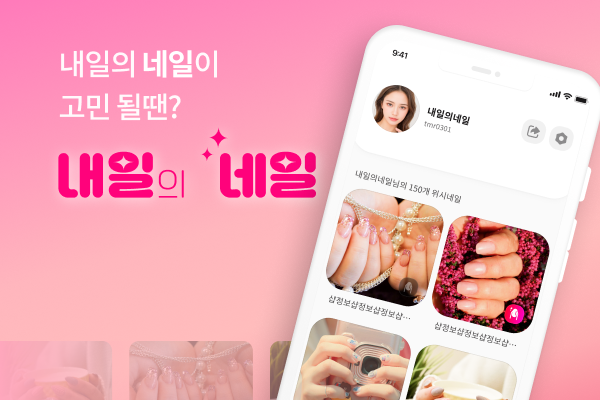 내일의 네일이
고민 될땐?
내일의 네일
9:41
내일의네일
tmr0301
내일의네일님의 150개 위시네일
샵정보샵정보샵정보샵…
샵정보샵정보샵정보샵…